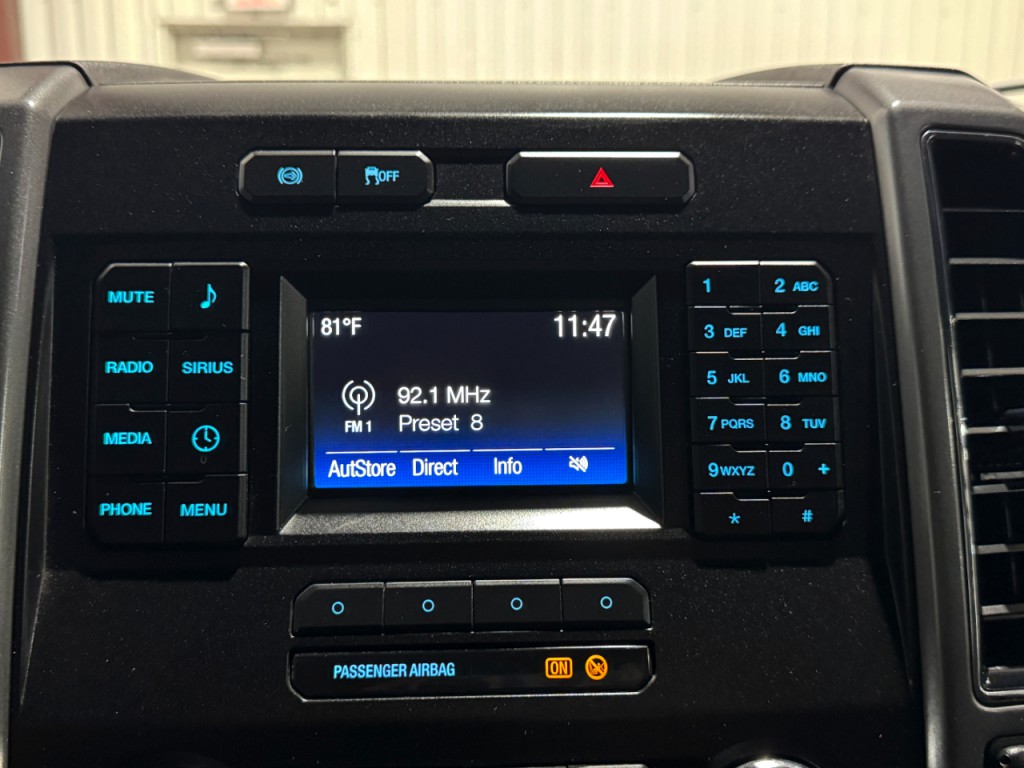 OFF
MUTE
RADIO SIRIUS
MEDIA
PHONE MENU
81°F 11:47
92.1 MHz
FM 1 Preset 8
AutStore Direct Info
1 2 ABC
3 DEF 4 GHI
5 JKL 6 MNO
7 PQRS 8 TUV
9 WXYZ 0 +
* #
PASSENGER AIRBAG ON